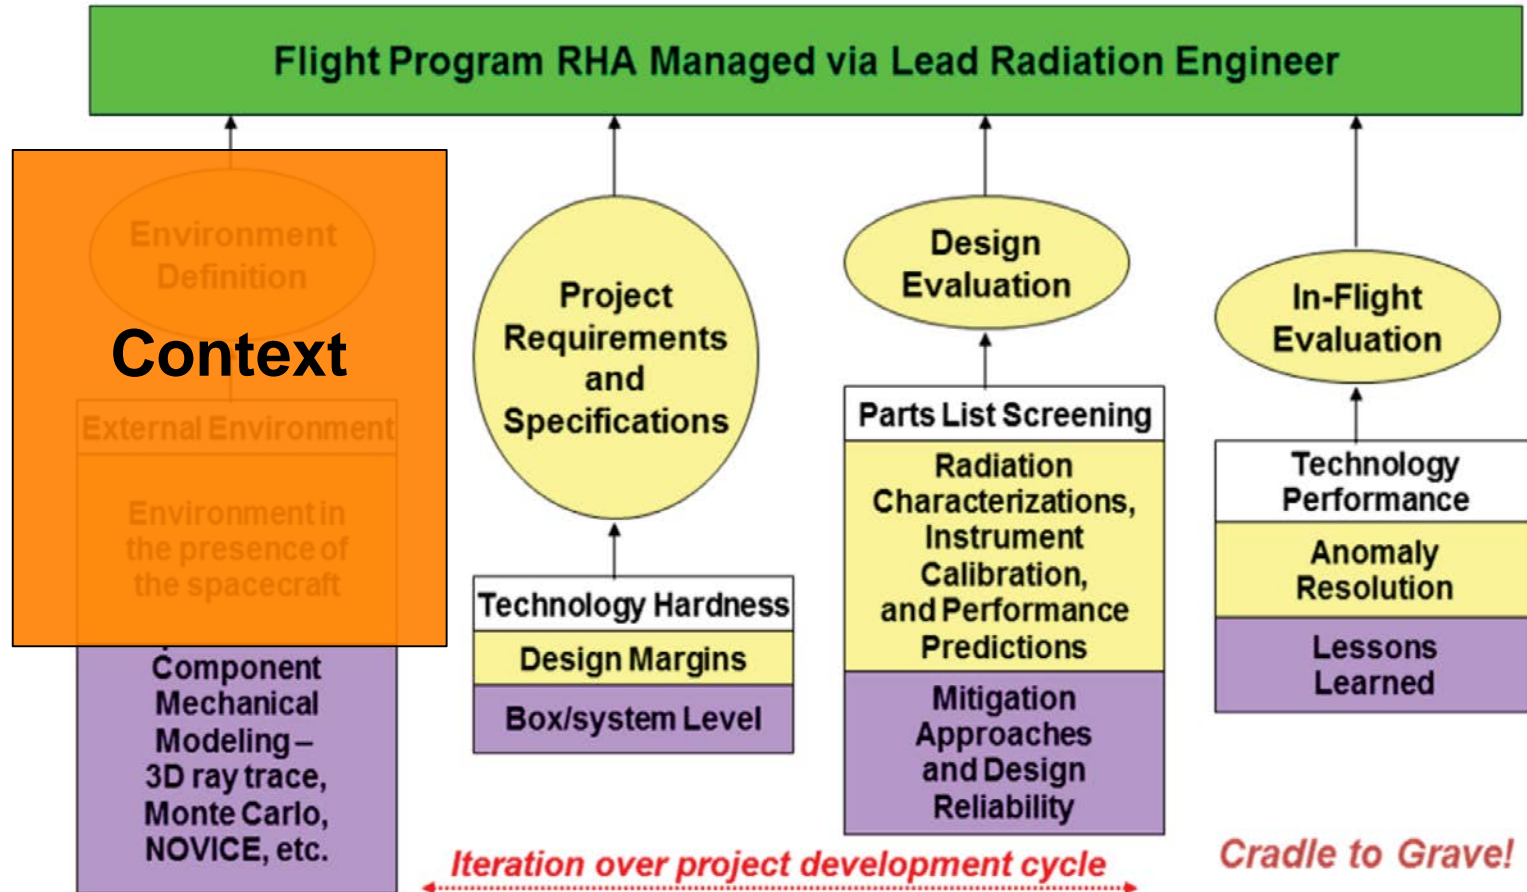 Flight Program RHA Managed via Lead Radiation Engineer
Environment
Definition
Context
External Environment
Environment in
the presence of
the spacecraft
Component
Mechanical
Modeling –
3D ray trace,
Monte Carlo,
NOVICE, etc.
Project
Requirements
and
Specifications
Technology Hardness
Design Margins
Box/system Level
Design
Evaluation
Parts List Screening
Radiation
Characterizations,
Instrument
Calibration,
and Performance
Predictions
Mitigation
Approaches
and Design
Reliability
In-Flight
Evaluation
Technology
Performance
Anomaly
Resolution
Lessons
Learned
Iteration over project development cycle
Cradle to Grave!